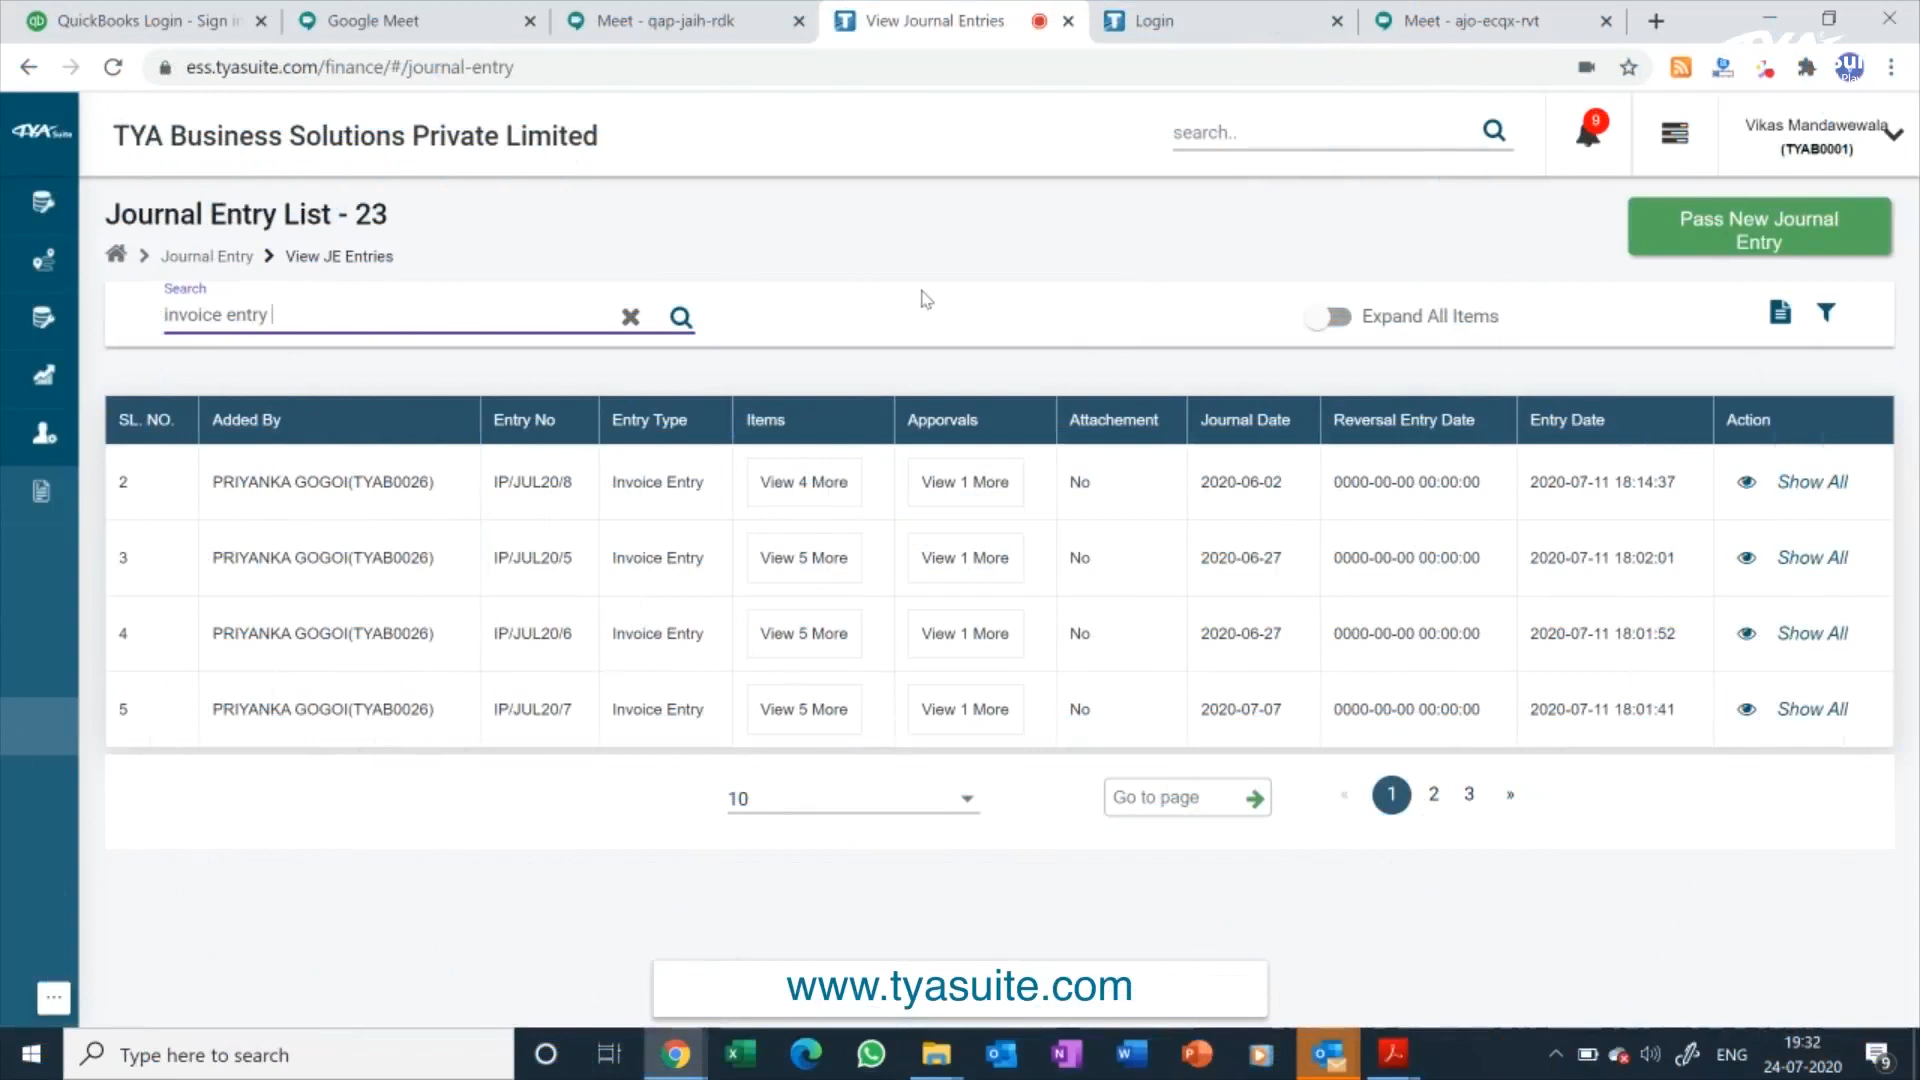 QuickBooks Login - Sign in
Google Meet
Meet - qap-jaih-rdk
View Journal Entries
Login
Meet - ajo-ecqx-rvt
ess.tyasuite.com/finance/#/journal-entry
TYA Suite
TYA Business Solutions Private Limited
search..
9
Vikas Mandawewala
(TYAB0001)
Journal Entry List - 23
Pass New Journal
Entry
Journal Entry
View JE Entries
Search
invoice entry
Expand All Items
SL. NO. Added By Entry No Entry Type Items Apporvals Attachement Journal Date Reversal Entry Date Entry Date Action
2 PRIYANKA GOGOI(TYAB0026) IP/JUL20/8 Invoice Entry View 4 More View 1 More No 2020-06-02 0000-00-00 00:00:00 2020-07-11 18:14:37 Show All
3 PRIYANKA GOGOI(TYAB0026) IP/JUL20/5 Invoice Entry View 5 More View 1 More No 2020-06-27 0000-00-00 00:00:00 2020-07-11 18:02:01 Show All
4 PRIYANKA GOGOI(TYAB0026) IP/JUL20/6 Invoice Entry View 5 More View 1 More No 2020-06-27 0000-00-00 00:00:00 2020-07-11 18:01:52 Show All
5 PRIYANKA GOGOI(TYAB0026) IP/JUL20/7 Invoice Entry View 5 More View 1 More No 2020-07-07 0000-00-00 00:00:00 2020-07-11 18:01:41 Show All
10
Go to page
« 1 2 3 »
www.tyasuite.com
Type here to search
ENG
19:32
24-07-2020
9